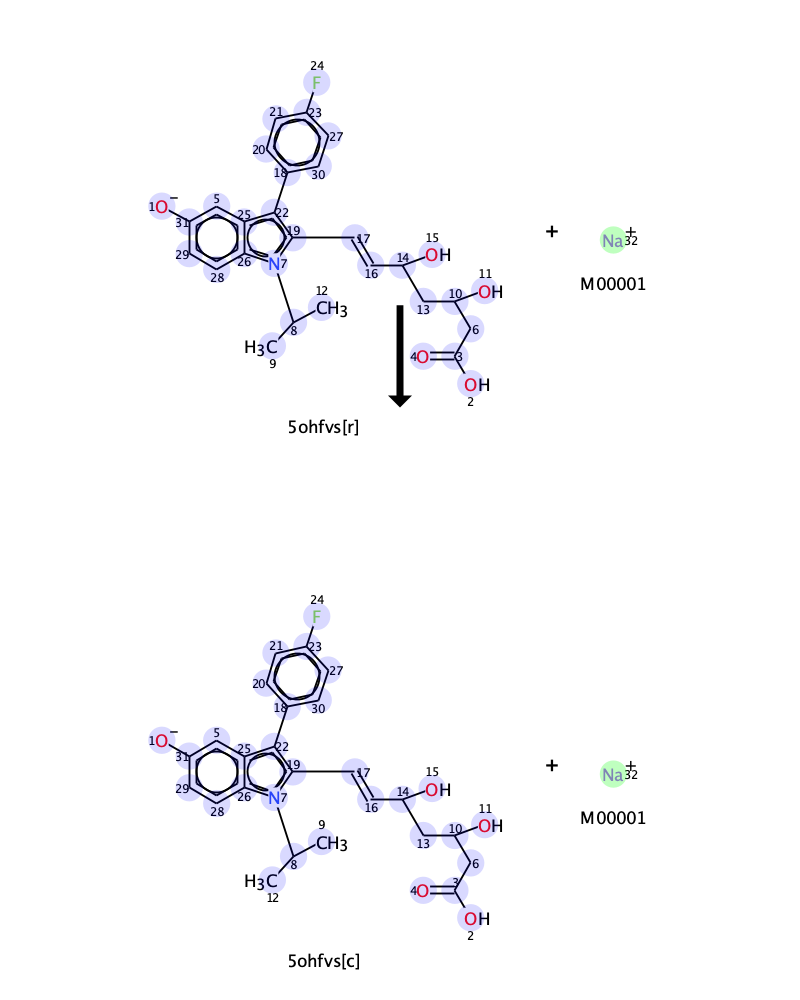 24
F
21
23
27
20
18
30
1O−
5
25
22
31
19
17
15
OH
14
29
26
N7
16
28
11
OH
10
12
CH3
13
8
6
H3C
9
4O
3
OH
2
+
Na+32
M00001
5ohfvs[r]
24
F
21
23
27
20
18
30
1O−
5
25
22
31
19
17
15
OH
14
29
26
N7
16
28
11
OH
10
9
CH3
13
8
6
H3C
12
4O
3
OH
2
+
Na+32
M00001
5ohfvs[c]